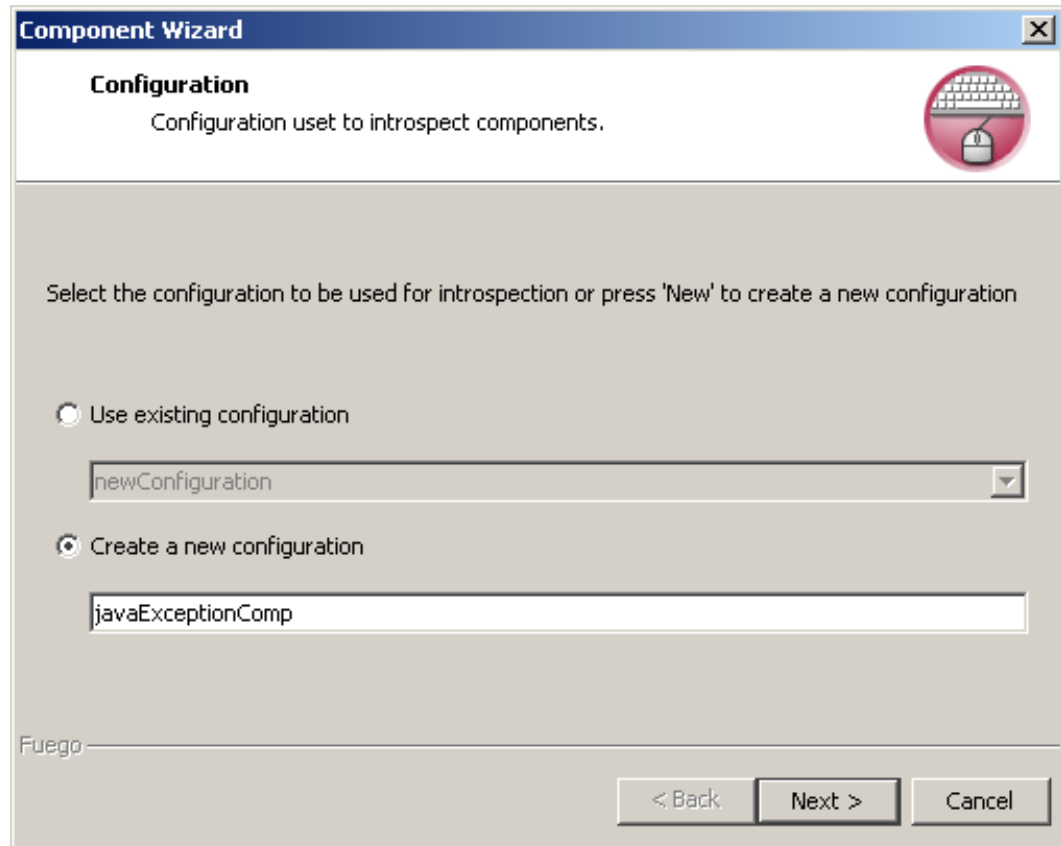 Component Wizard
Configuration
Configuration uset to introspect components.
Select the configuration to be used for introspection or press 'New' to create a new configuration
Use existing configuration
newConfiguration
Create a new configuration
javaExceptionComp
Fuego
< Back Next > Cancel